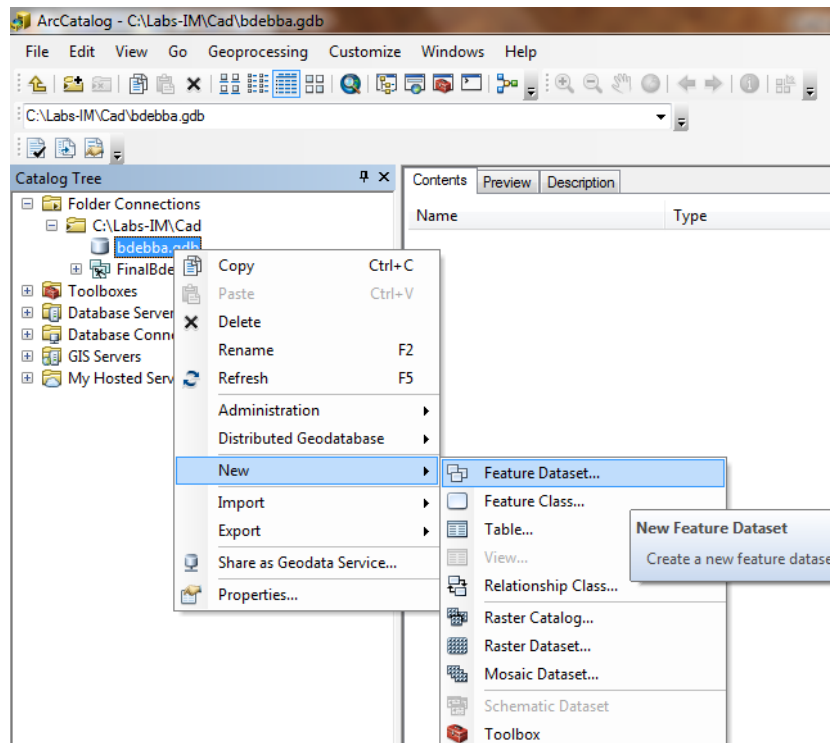 ArcCatalog - C:\Labs-IM\Cad\bdebba.gdb
File Edit View Go Geoprocessing Customize Windows Help
C:\Labs-IM\Cad\bdebba.gdb
Catalog Tree
Contents Preview Description
Name Type
Folder Connections
C:\Labs-IM\Cad
bdebba.gdb
FinalBde
Toolboxes
Database Server
Database Conn
GIS Servers
My Hosted Serv
Copy Ctrl+C
Paste Ctrl+V
Delete
Rename F2
Refresh F5
Administration
Distributed Geodatabase
New
Import
Export
Share as Geodata Service...
Properties...
Feature Dataset...
Feature Class...
Table...
View...
Relationship Class...
Raster Catalog...
Raster Dataset...
Mosaic Dataset...
Schematic Dataset
Toolbox
New Feature Dataset
Create a new feature datase